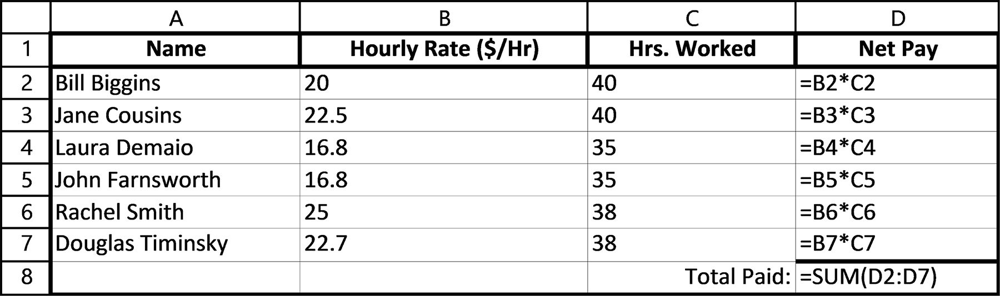 A B C D
1 Name Hourly Rate ($/Hr) Hrs. Worked Net Pay
2 Bill Biggins 20 40 =B2*C2
3 Jane Cousins 22.5 40 =B3*C3
4 Laura Demaio 16.8 35 =B4*C4
5 John Farnsworth 16.8 35 =B5*C5
6 Rachel Smith 25 38 =B6*C6
7 Douglas Timinsky 22.7 38 =B7*C7
8 Total Paid: =SUM(D2:D7)